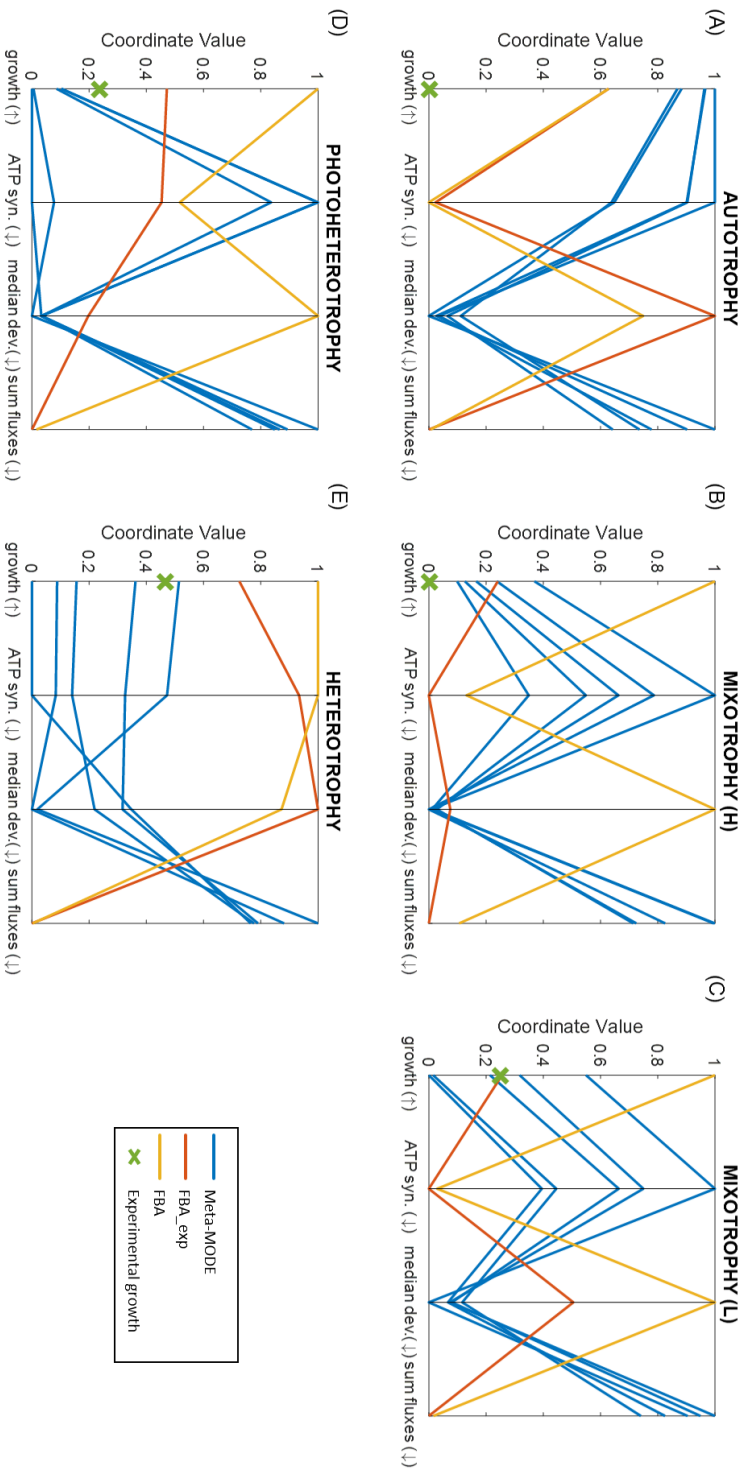 (A)
AUTOTROPHY
Coordinate Value
0 0.2 0.4 0.6 0.8 1
growth (↑) ATP syn. (↓) median dev.(↓) sum fluxes (↓)
(B)
MIXOTROPHY (H)
Coordinate Value
0 0.2 0.4 0.6 0.8 1
growth (↑) ATP syn. (↓) median dev.(↓) sum fluxes (↓)
(C)
MIXOTROPHY (L)
Coordinate Value
0 0.2 0.4 0.6 0.8 1
growth (↑) ATP syn. (↓) median dev.(↓) sum fluxes (↓)
(D)
PHOTOHETEROTROPHY
Coordinate Value
0 0.2 0.4 0.6 0.8 1
growth (↑) ATP syn. (↓) median dev.(↓) sum fluxes (↓)
(E)
HETEROTROPHY
Coordinate Value
0 0.2 0.4 0.6 0.8 1
growth (↑) ATP syn. (↓) median dev.(↓) sum fluxes (↓)
Meta-MODE
FBA_exp
FBA
Experimental growth